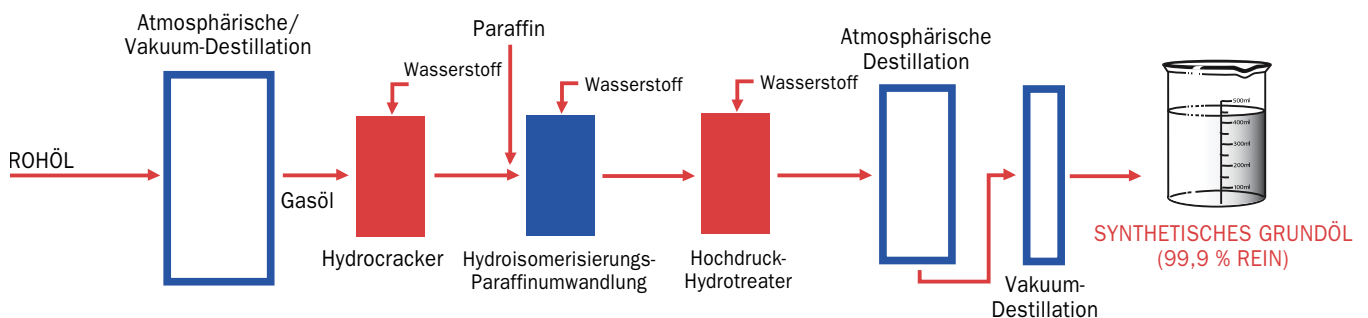 Atmosphärische/
Vakuum-Destillation
Paraffin
Atmosphärische
Destillation
Wasserstoff
Wasserstoff
Wasserstoff
500ml
400ml
300ml
200ml
100ml
ROHÖL
Gasöl
Hydrocracker
Hydroisomerisierungs-
Paraffinumwandlung
Hochdruck-
Hydrotreater
Vakuum-
Destillation
SYNTHETISCHES GRUNDÖL
(99,9 % REIN)